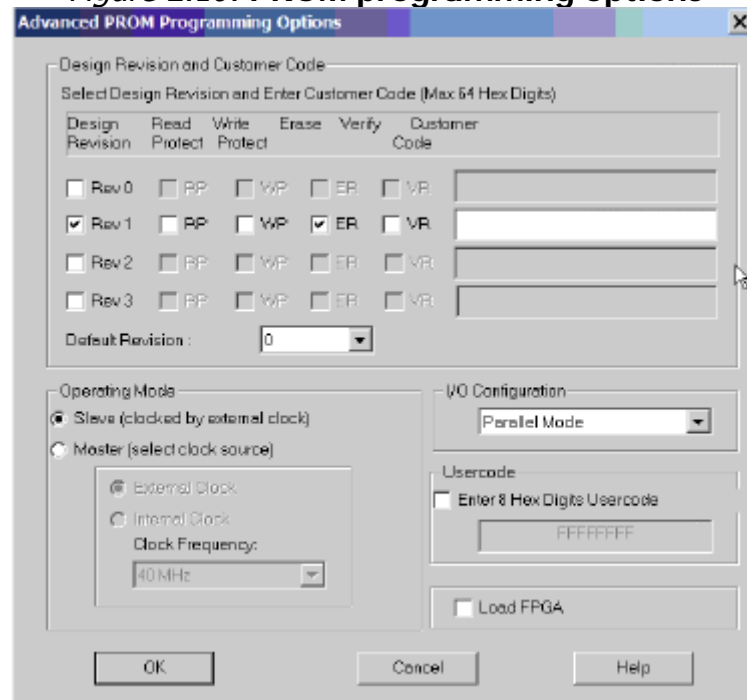 Figure 2.10: PROM programming options
Advanced PROM Programming Options
Design Revision and Customer Code
Select Design Revision and Enter Customer Code (Max 64 Hex Digits)
Design Read Write Erase Verify Customer
Revision Protect Protect Code
Rev 0 RP WP ER VR
Rev 1 RP WP ER VR
Rev 2 RP WP ER VR
Rev 3 RP WP ER VR
Default Revision : 0
Operating Mode
Slave (clocked by external clock)
Master (select clock source)
External Clock
Internal Clock
Clock Frequency:
40 MHz
I/O Configuration
Parallel Mode
Usercode
Enter 8 Hex Digits Usercode
FFFFFFFF
Load FPGA
OK Cancel Help